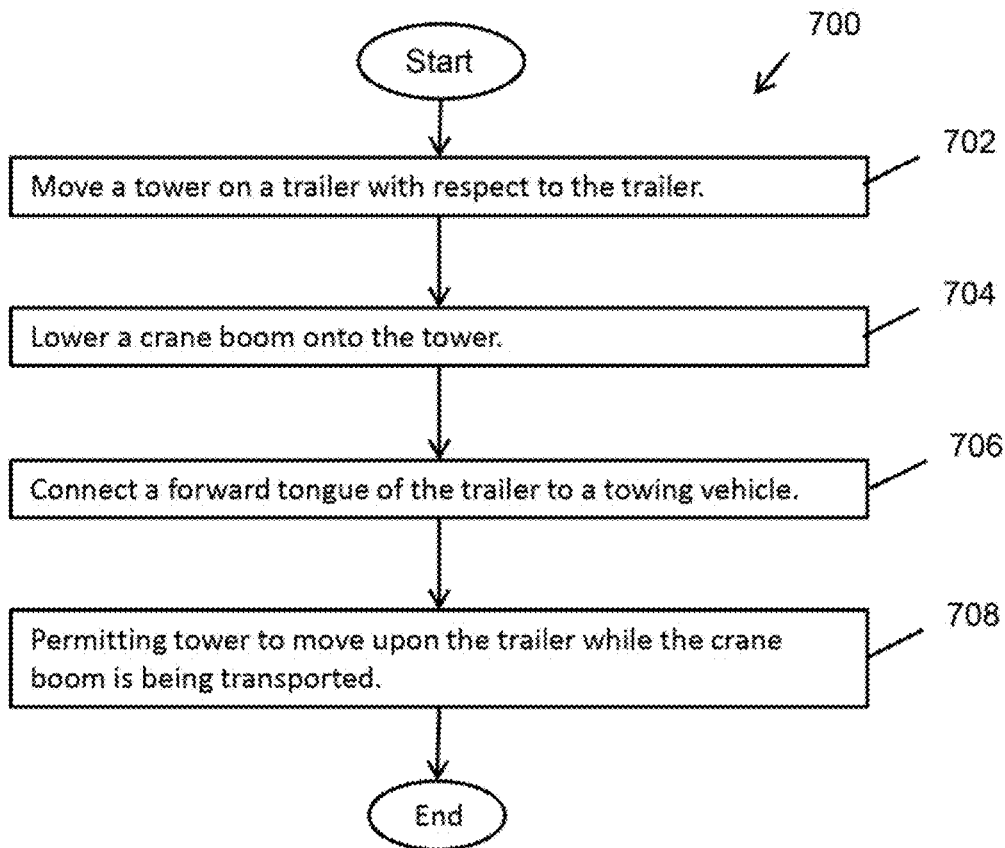 700
Start
702
Move a tower on a trailer with respect to the trailer.
704
Lower a crane boom onto the tower.
706
Connect a forward tongue of the trailer to a towing vehicle.
708
Permitting tower to move upon the trailer while the crane
boom is being transported.
End